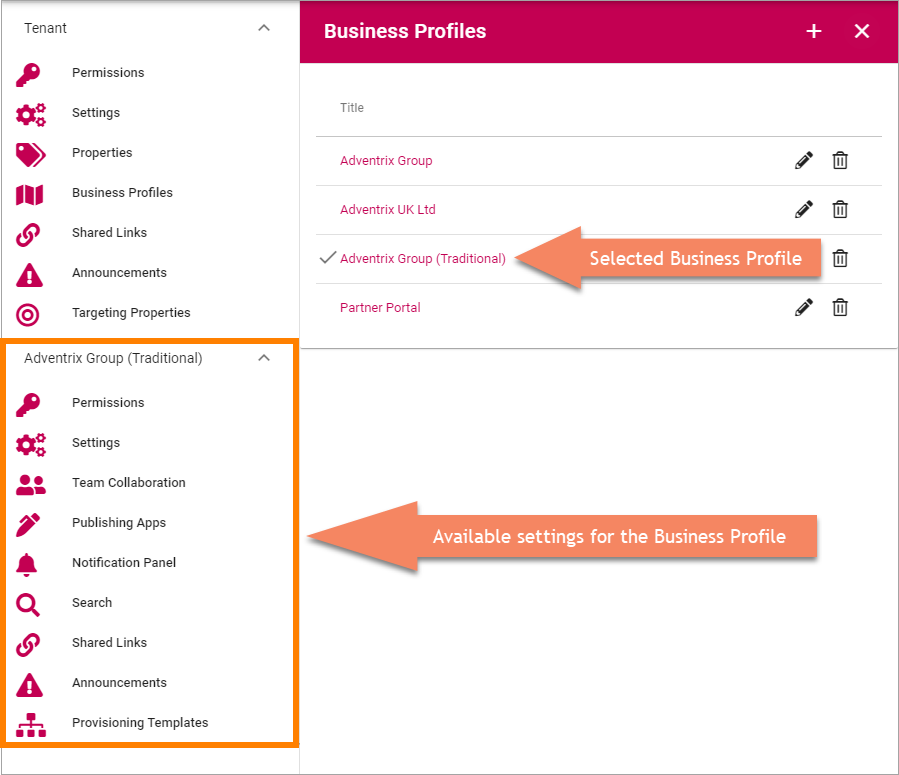 Tenant
Permissions
Settings
Properties
Business Profiles
Shared Links
Announcements
Targeting Properties
Adventrix Group (Traditional)
Permissions
Settings
Team Collaboration
Publishing Apps
Notification Panel
Search
Shared Links
Announcements
Provisioning Templates
Business Profiles
Title
Adventrix Group
Adventrix UK Ltd
Adventrix Group (Traditional)
Selected Business Profile
Partner Portal
Available settings for the Business Profile